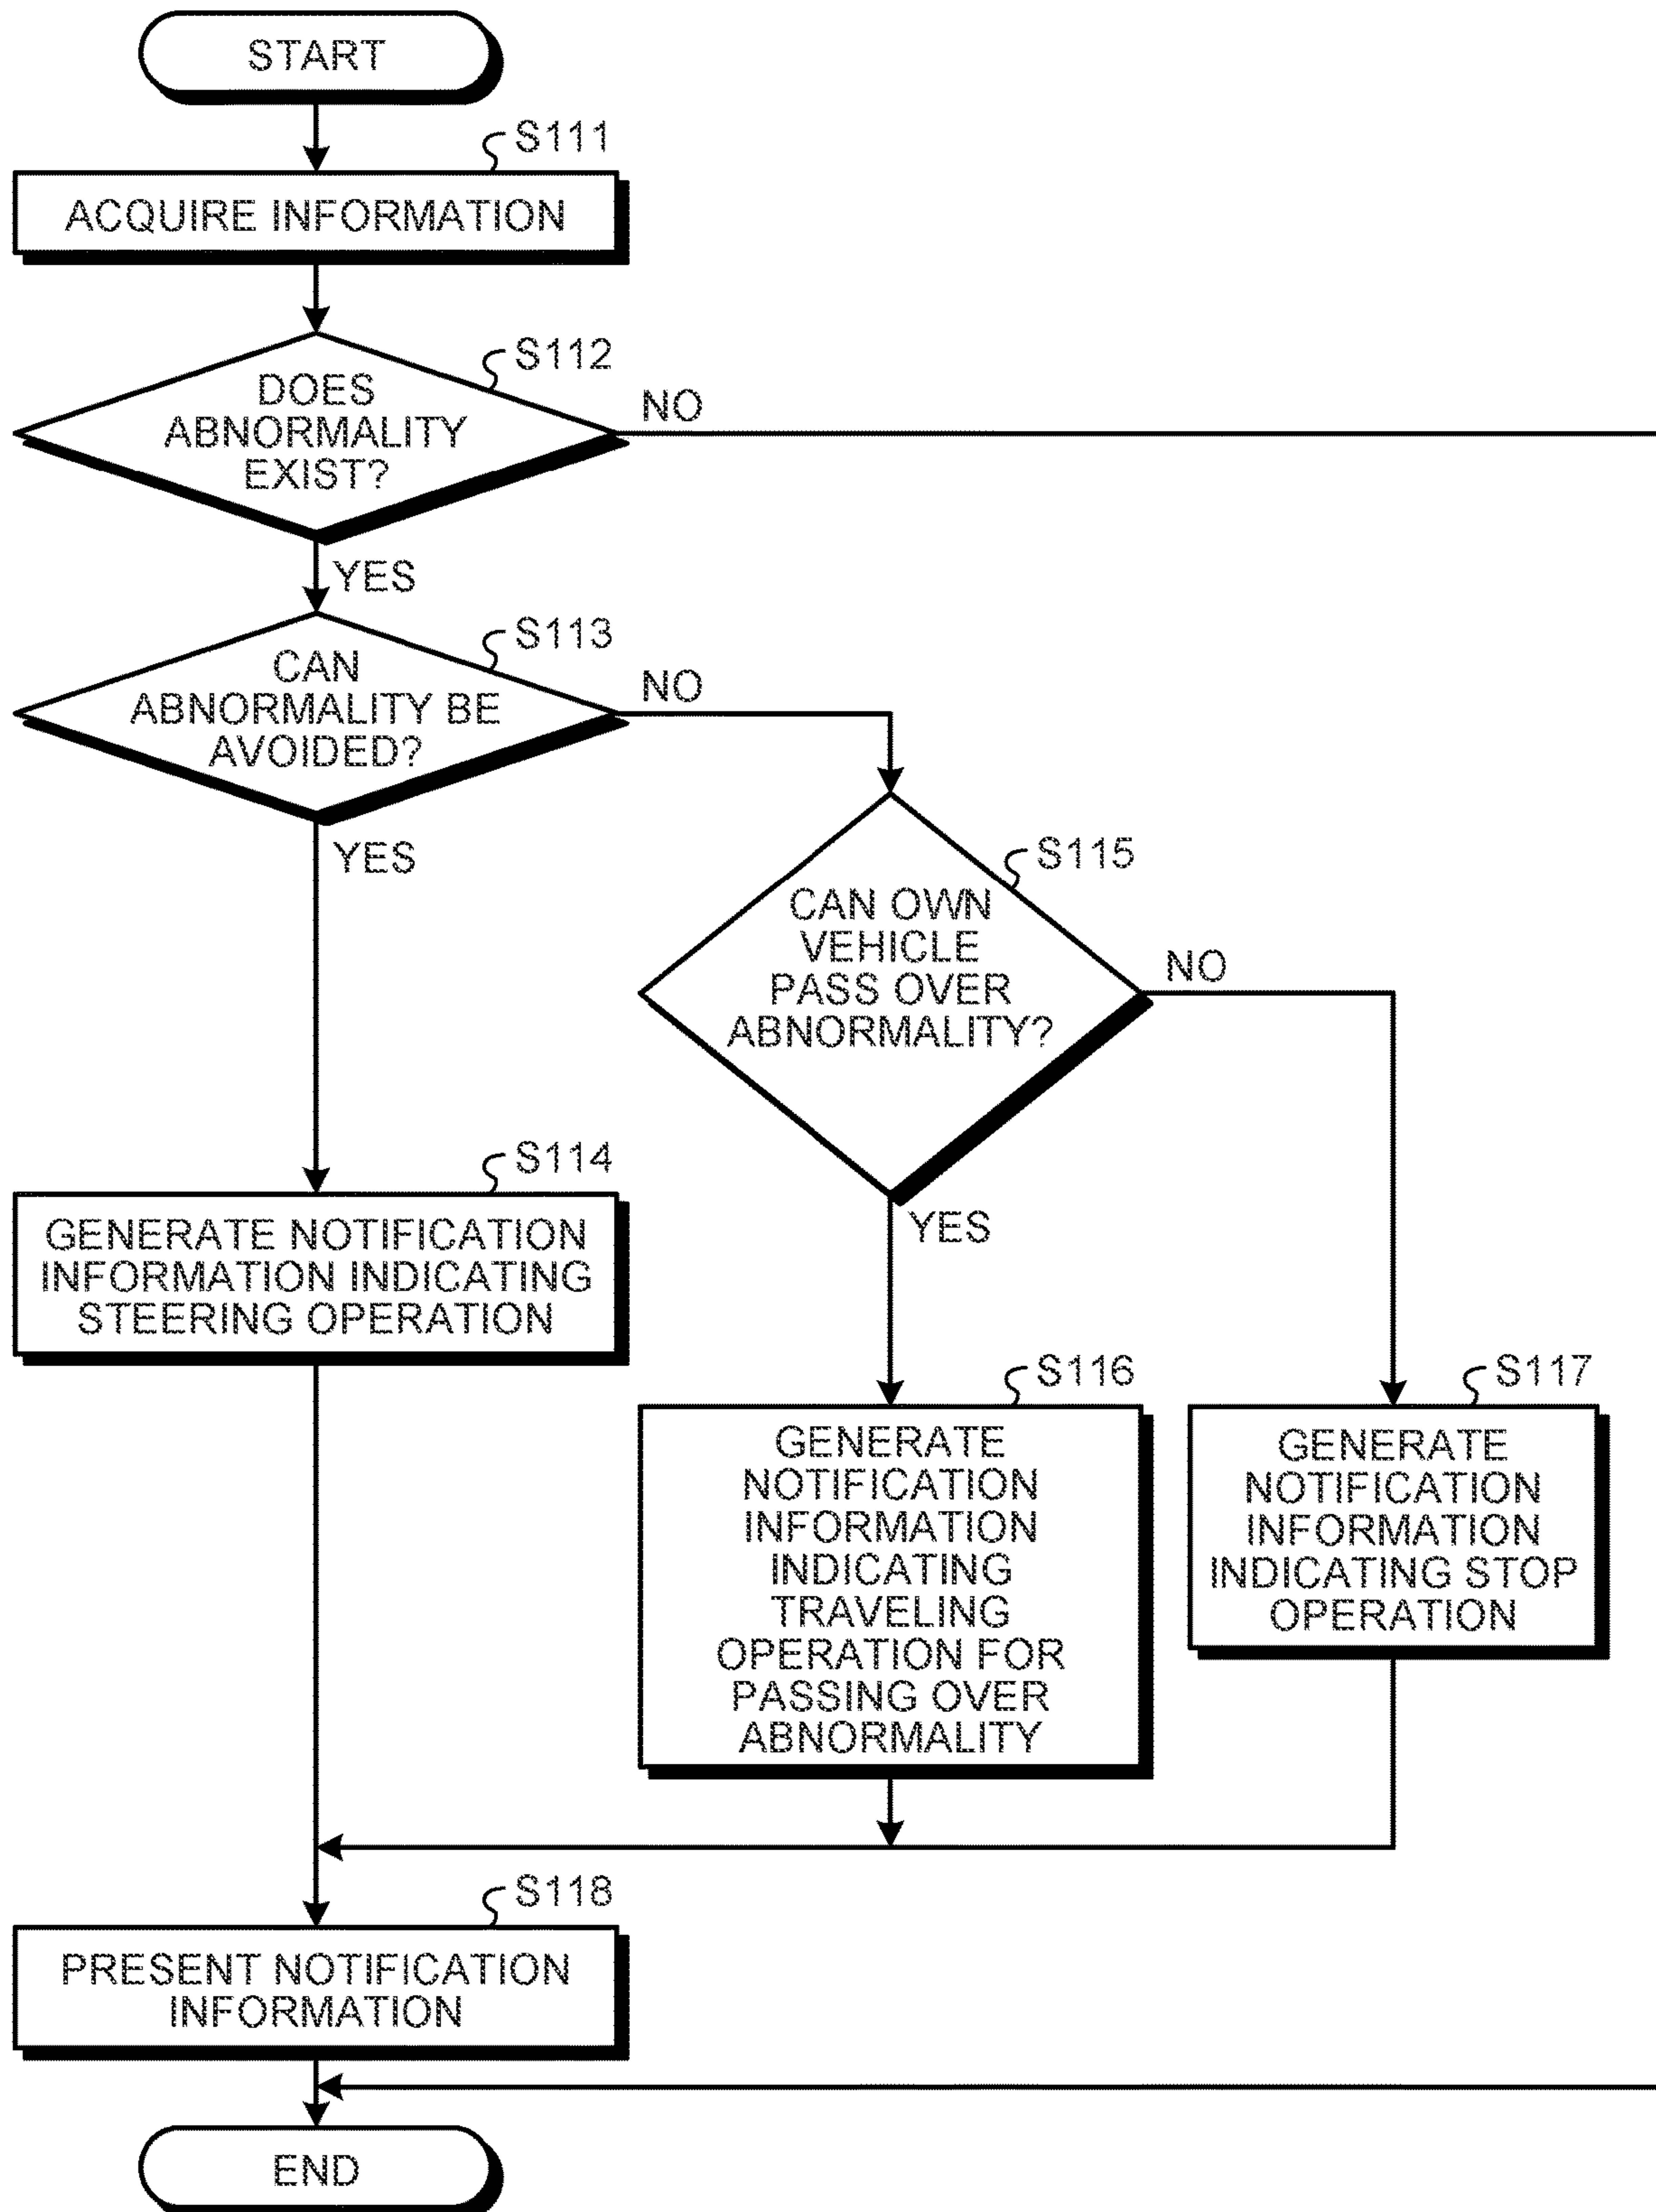 START
S111
ACQUIRE INFORMATION
S112
DOES
ABNORMALITY
EXIST?
NO
YES
S113
CAN
ABNORMALITY BE
AVOIDED?
NO
YES
S115
CAN OWN
VEHICLE
PASS OVER
ABNORMALITY?
NO
YES
S114
GENERATE NOTIFICATION
INFORMATION INDICATING
STEERING OPERATION
S116
GENERATE
NOTIFICATION
INFORMATION
INDICATING
TRAVELING
OPERATION FOR
PASSING OVER
ABNORMALITY
S117
GENERATE
NOTIFICATION
INFORMATION
INDICATING STOP
OPERATION
S118
PRESENT NOTIFICATION
INFORMATION
END